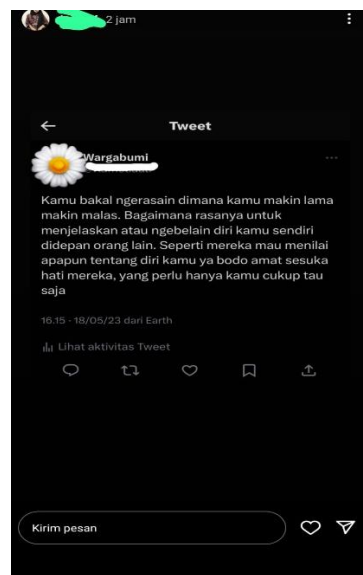 2 jam
Tweet
Wargabumi
Kamu bakal ngerasain dimana kamu makin lama
makin malas. Bagaimana rasanya untuk
menjelaskan atau ngebelain diri kamu sendiri
didepan orang lain. Seperti mereka mau menilai
apapun tentang diri kamu ya bodo amat sesuka
hati mereka, yang perlu hanya kamu cukup tau
saja
16.15 - 18/05/23 dari Earth
Lihat aktivitas Tweet
Kirim pesan